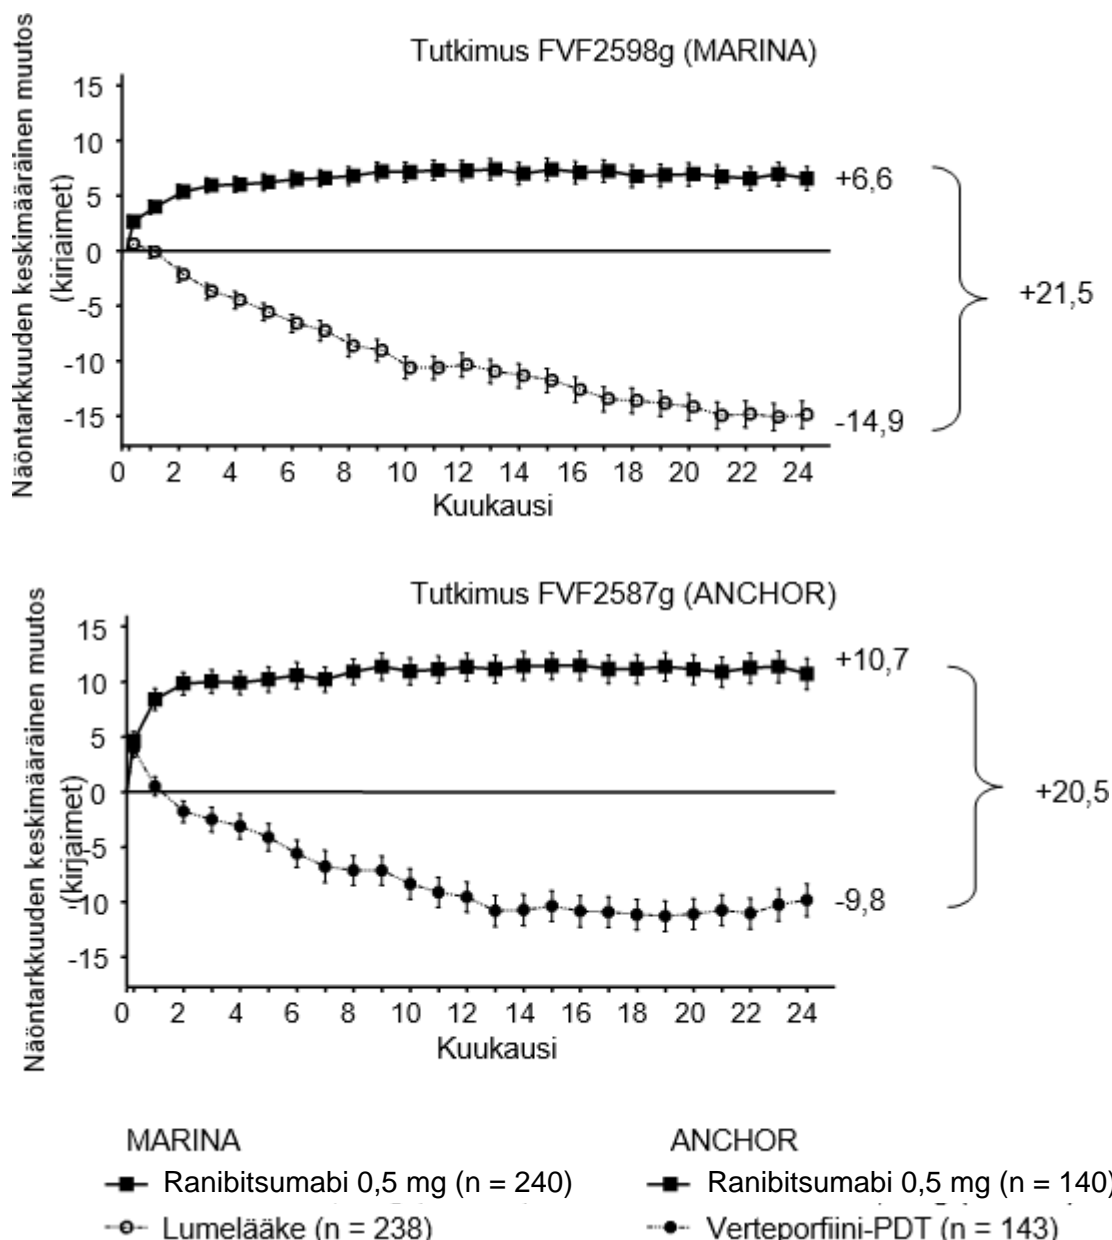 Tutkimus FVF2598g (MARINA)
Näöntarkkuuden keskimääräinen muutos
(kirjaimet)
15
10
5
0
-5
-10
-15
+6,6
-14,9
+21,5
0 2 4 6 8 10 12 14 16 18 20 22 24
Kuukausi
Tutkimus FVF2587g (ANCHOR)
Näöntarkkuuden keskimääräinen muutos
(kirjaimet)
15
10
5
0
-5
-10
-15
+10,7
-9,8
+20,5
0 2 4 6 8 10 12 14 16 18 20 22 24
Kuukausi
MARINA
Ranibitsumabi 0,5 mg (n = 240)
Lumelääke (n = 238)
ANCHOR
Ranibitsumabi 0,5 mg (n = 140)
Verteporfiini-PDT (n = 143)